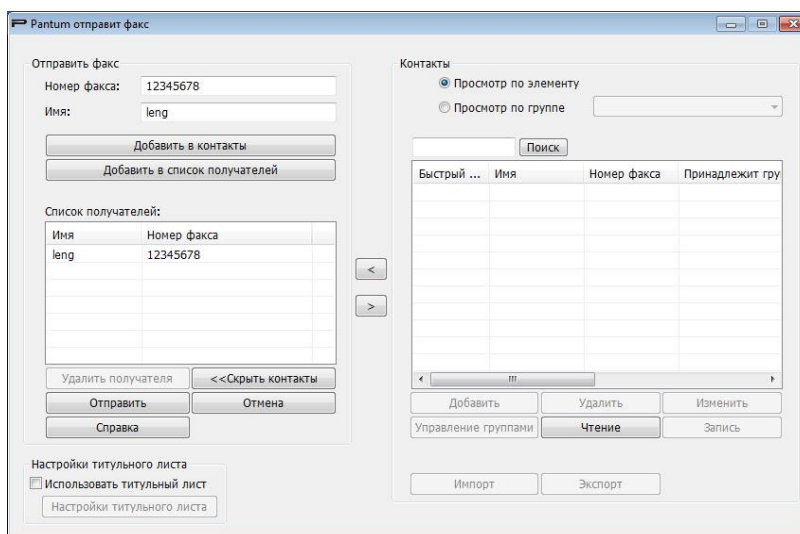 Pantum отправит факс
Отправить факс
Номер факса: 12345678
Имя: leng
Добавить в контакты
Добавить в список получателей
Список получателей:
Имя Номер факса
leng 12345678
Удалить получателя <<Скрыть контакты
Отправить Отмена
Справка
Настройки титульного листа
Использовать титульный лист
Настройки титульного листа
<
>
Контакты
Просмотр по элементу
Просмотр по группе
Поиск
Быстрый ... Имя Номер факса Принадлежит гру
Добавить Удалить Изменить
Управление группами Чтение Запись
Импорт Экспорт